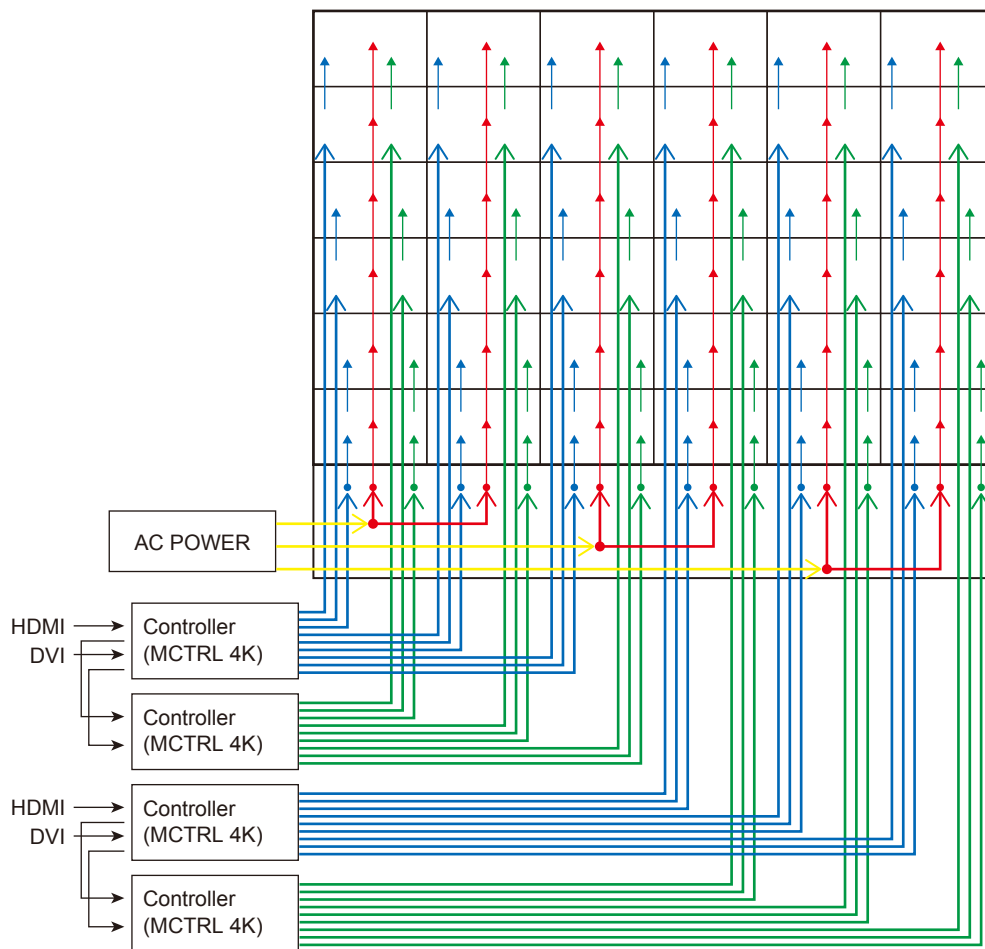 AC POWER
HDMI
DVI
Controller
(MCTRL 4K)
Controller
(MCTRL 4K)
HDMI
DVI
Controller
(MCTRL 4K)
Controller
(MCTRL 4K)